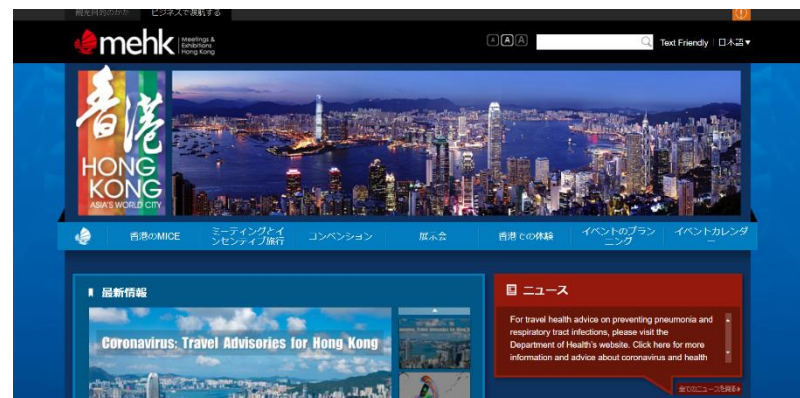 観光目的のかた ビジネスで渡航する
mehk Meetings &
Exhibitions
Hong Kong
A A A
Text Friendly 日本語▼
香港
HONG
KONG
ASIA'S WORLD CITY
香港のMICE
ミーティングとイ
ンセンティブ旅行
コンベンション
展示会
香港での体験
イベントのプラン
ニング
イベントカレンダ
ー
最新情報
Coronavirus: Travel Advisories for Hong Kong
ニュース
For travel health advice on preventing pneumonia and
respiratory tract infections, please visit the
Department of Health's website. Click here for more
information and advice about coronavirus and health
全てのニュースを見る